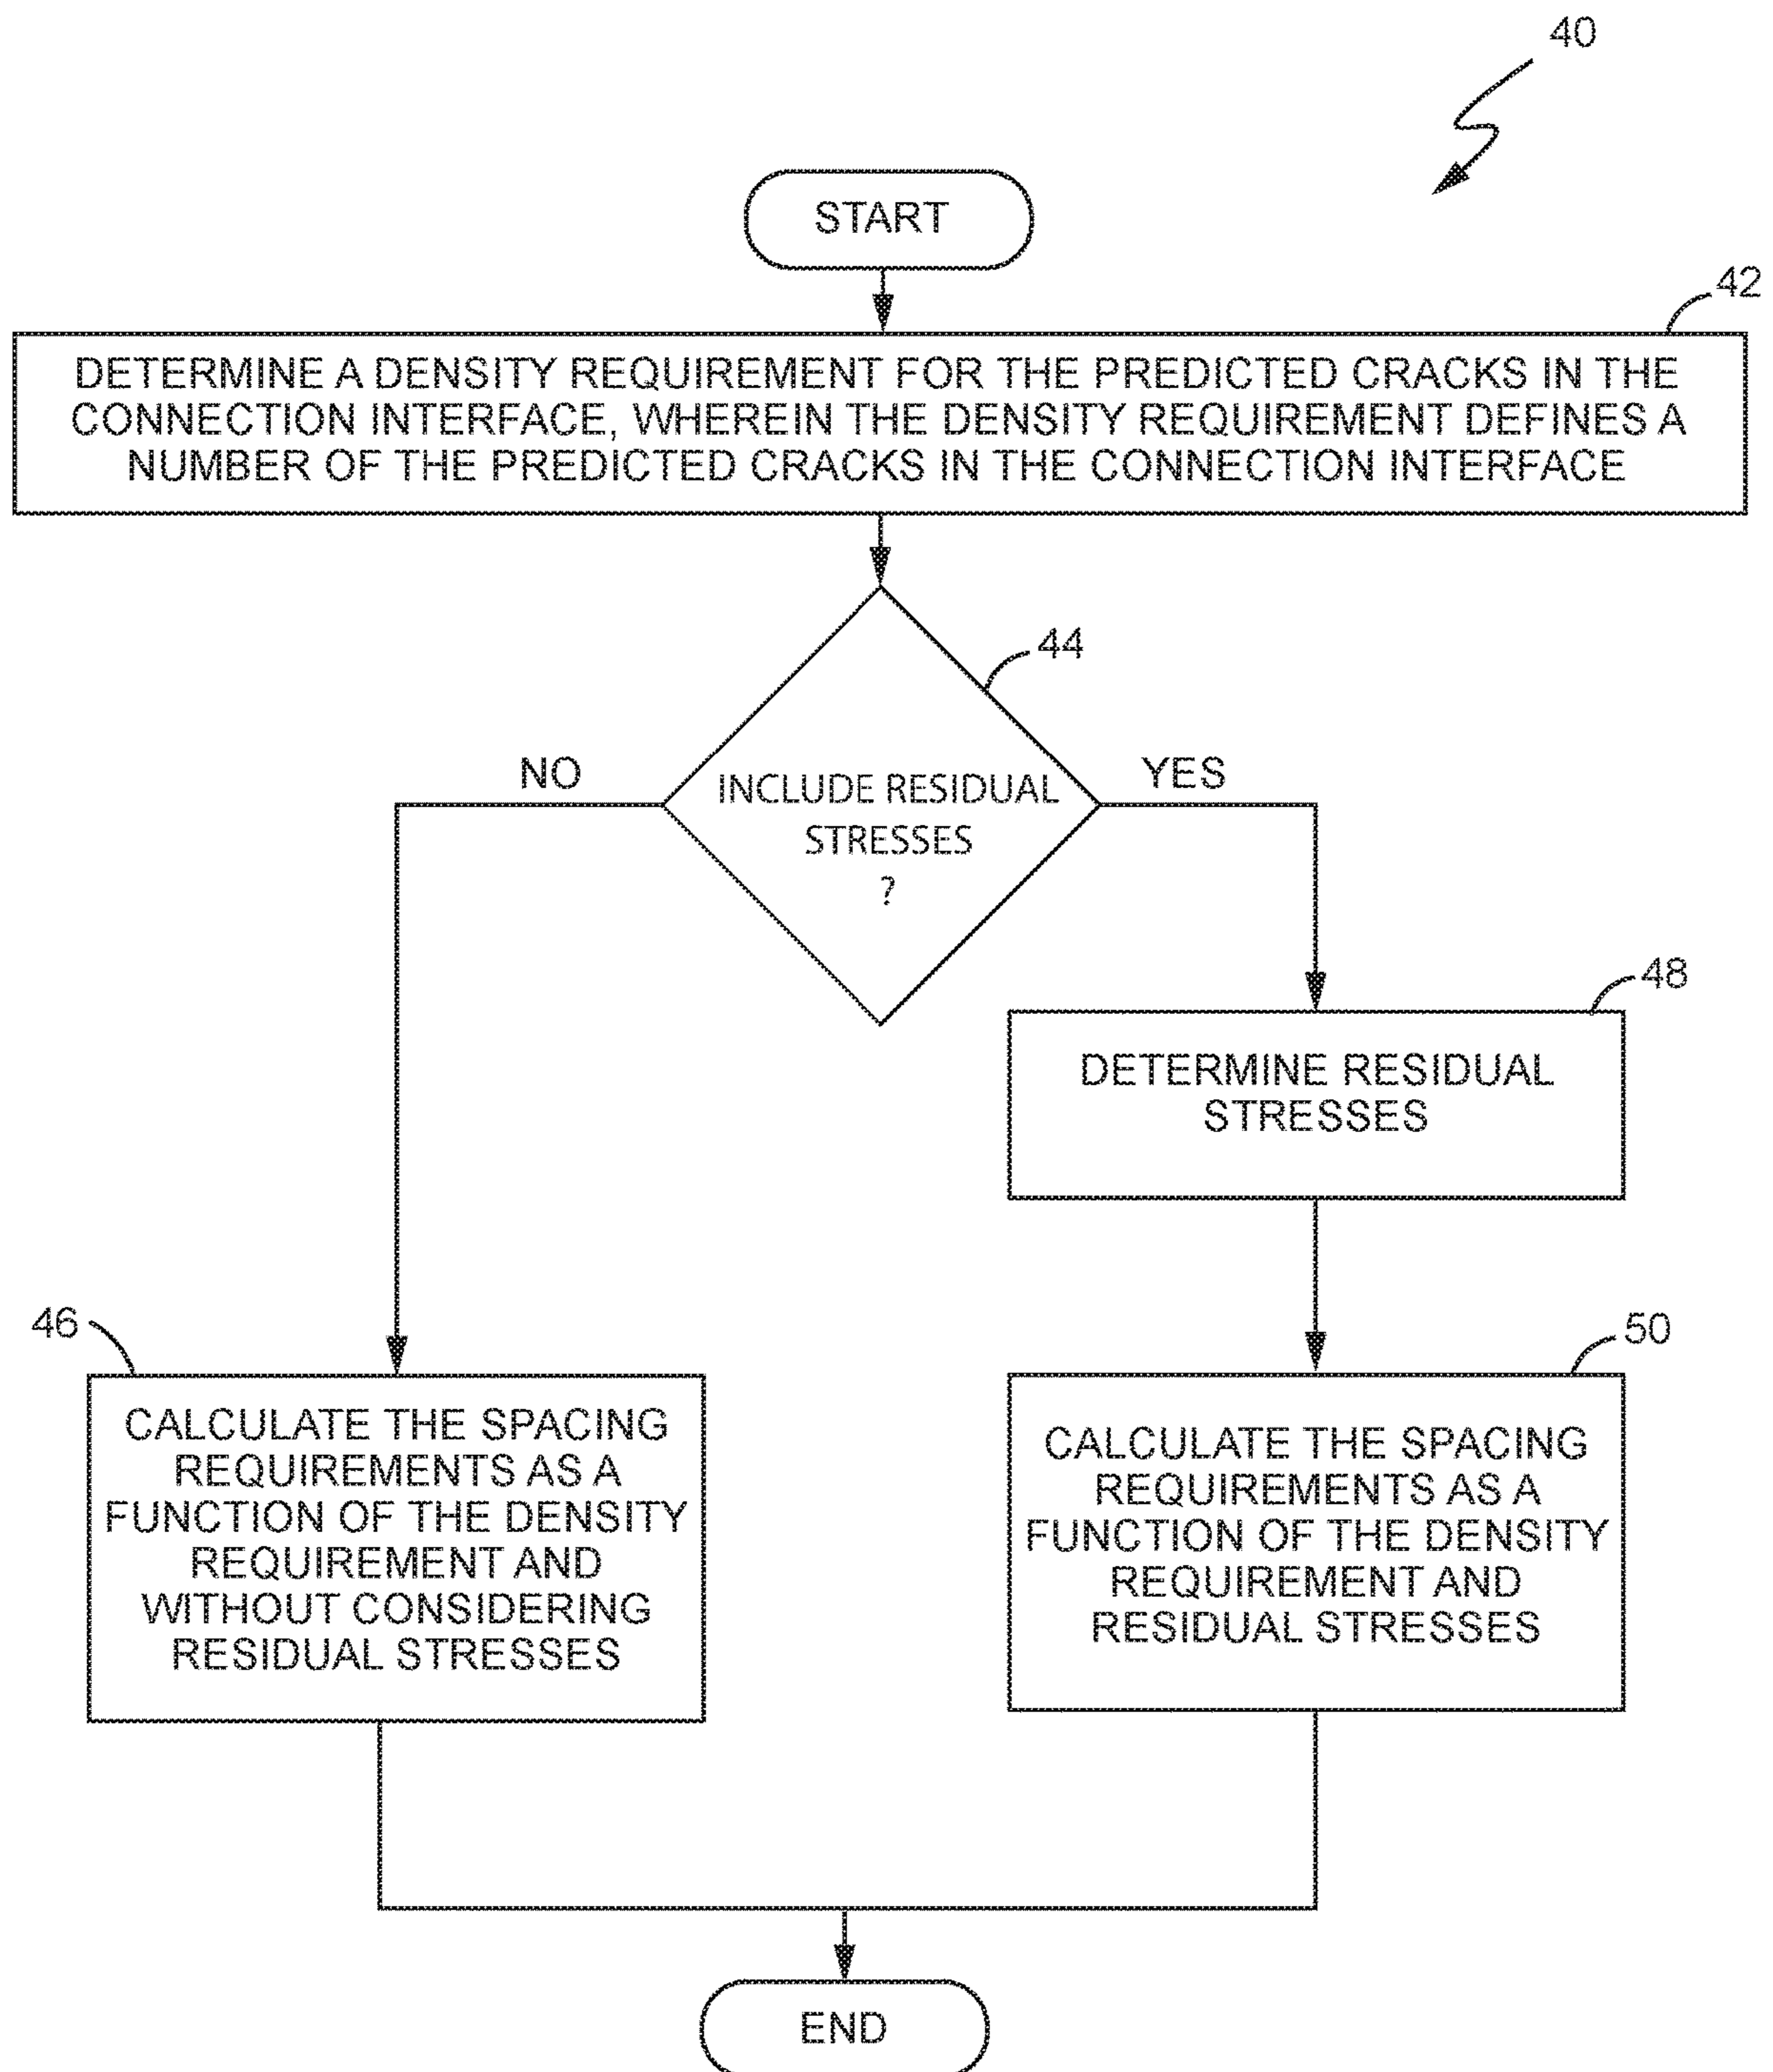 40
START
42
DETERMINE A DENSITY REQUIREMENT FOR THE PREDICTED CRACKS IN THE
CONNECTION INTERFACE, WHEREIN THE DENSITY REQUIREMENT DEFINES A
NUMBER OF THE PREDICTED CRACKS IN THE CONNECTION INTERFACE
44
NO
YES
INCLUDE RESIDUAL
STRESSES
?
48
DETERMINE RESIDUAL
STRESSES
46
CALCULATE THE SPACING
REQUIREMENTS AS A
FUNCTION OF THE DENSITY
REQUIREMENT AND
WITHOUT CONSIDERING
RESIDUAL STRESSES
50
CALCULATE THE SPACING
REQUIREMENTS AS A
FUNCTION OF THE DENSITY
REQUIREMENT AND
RESIDUAL STRESSES
END